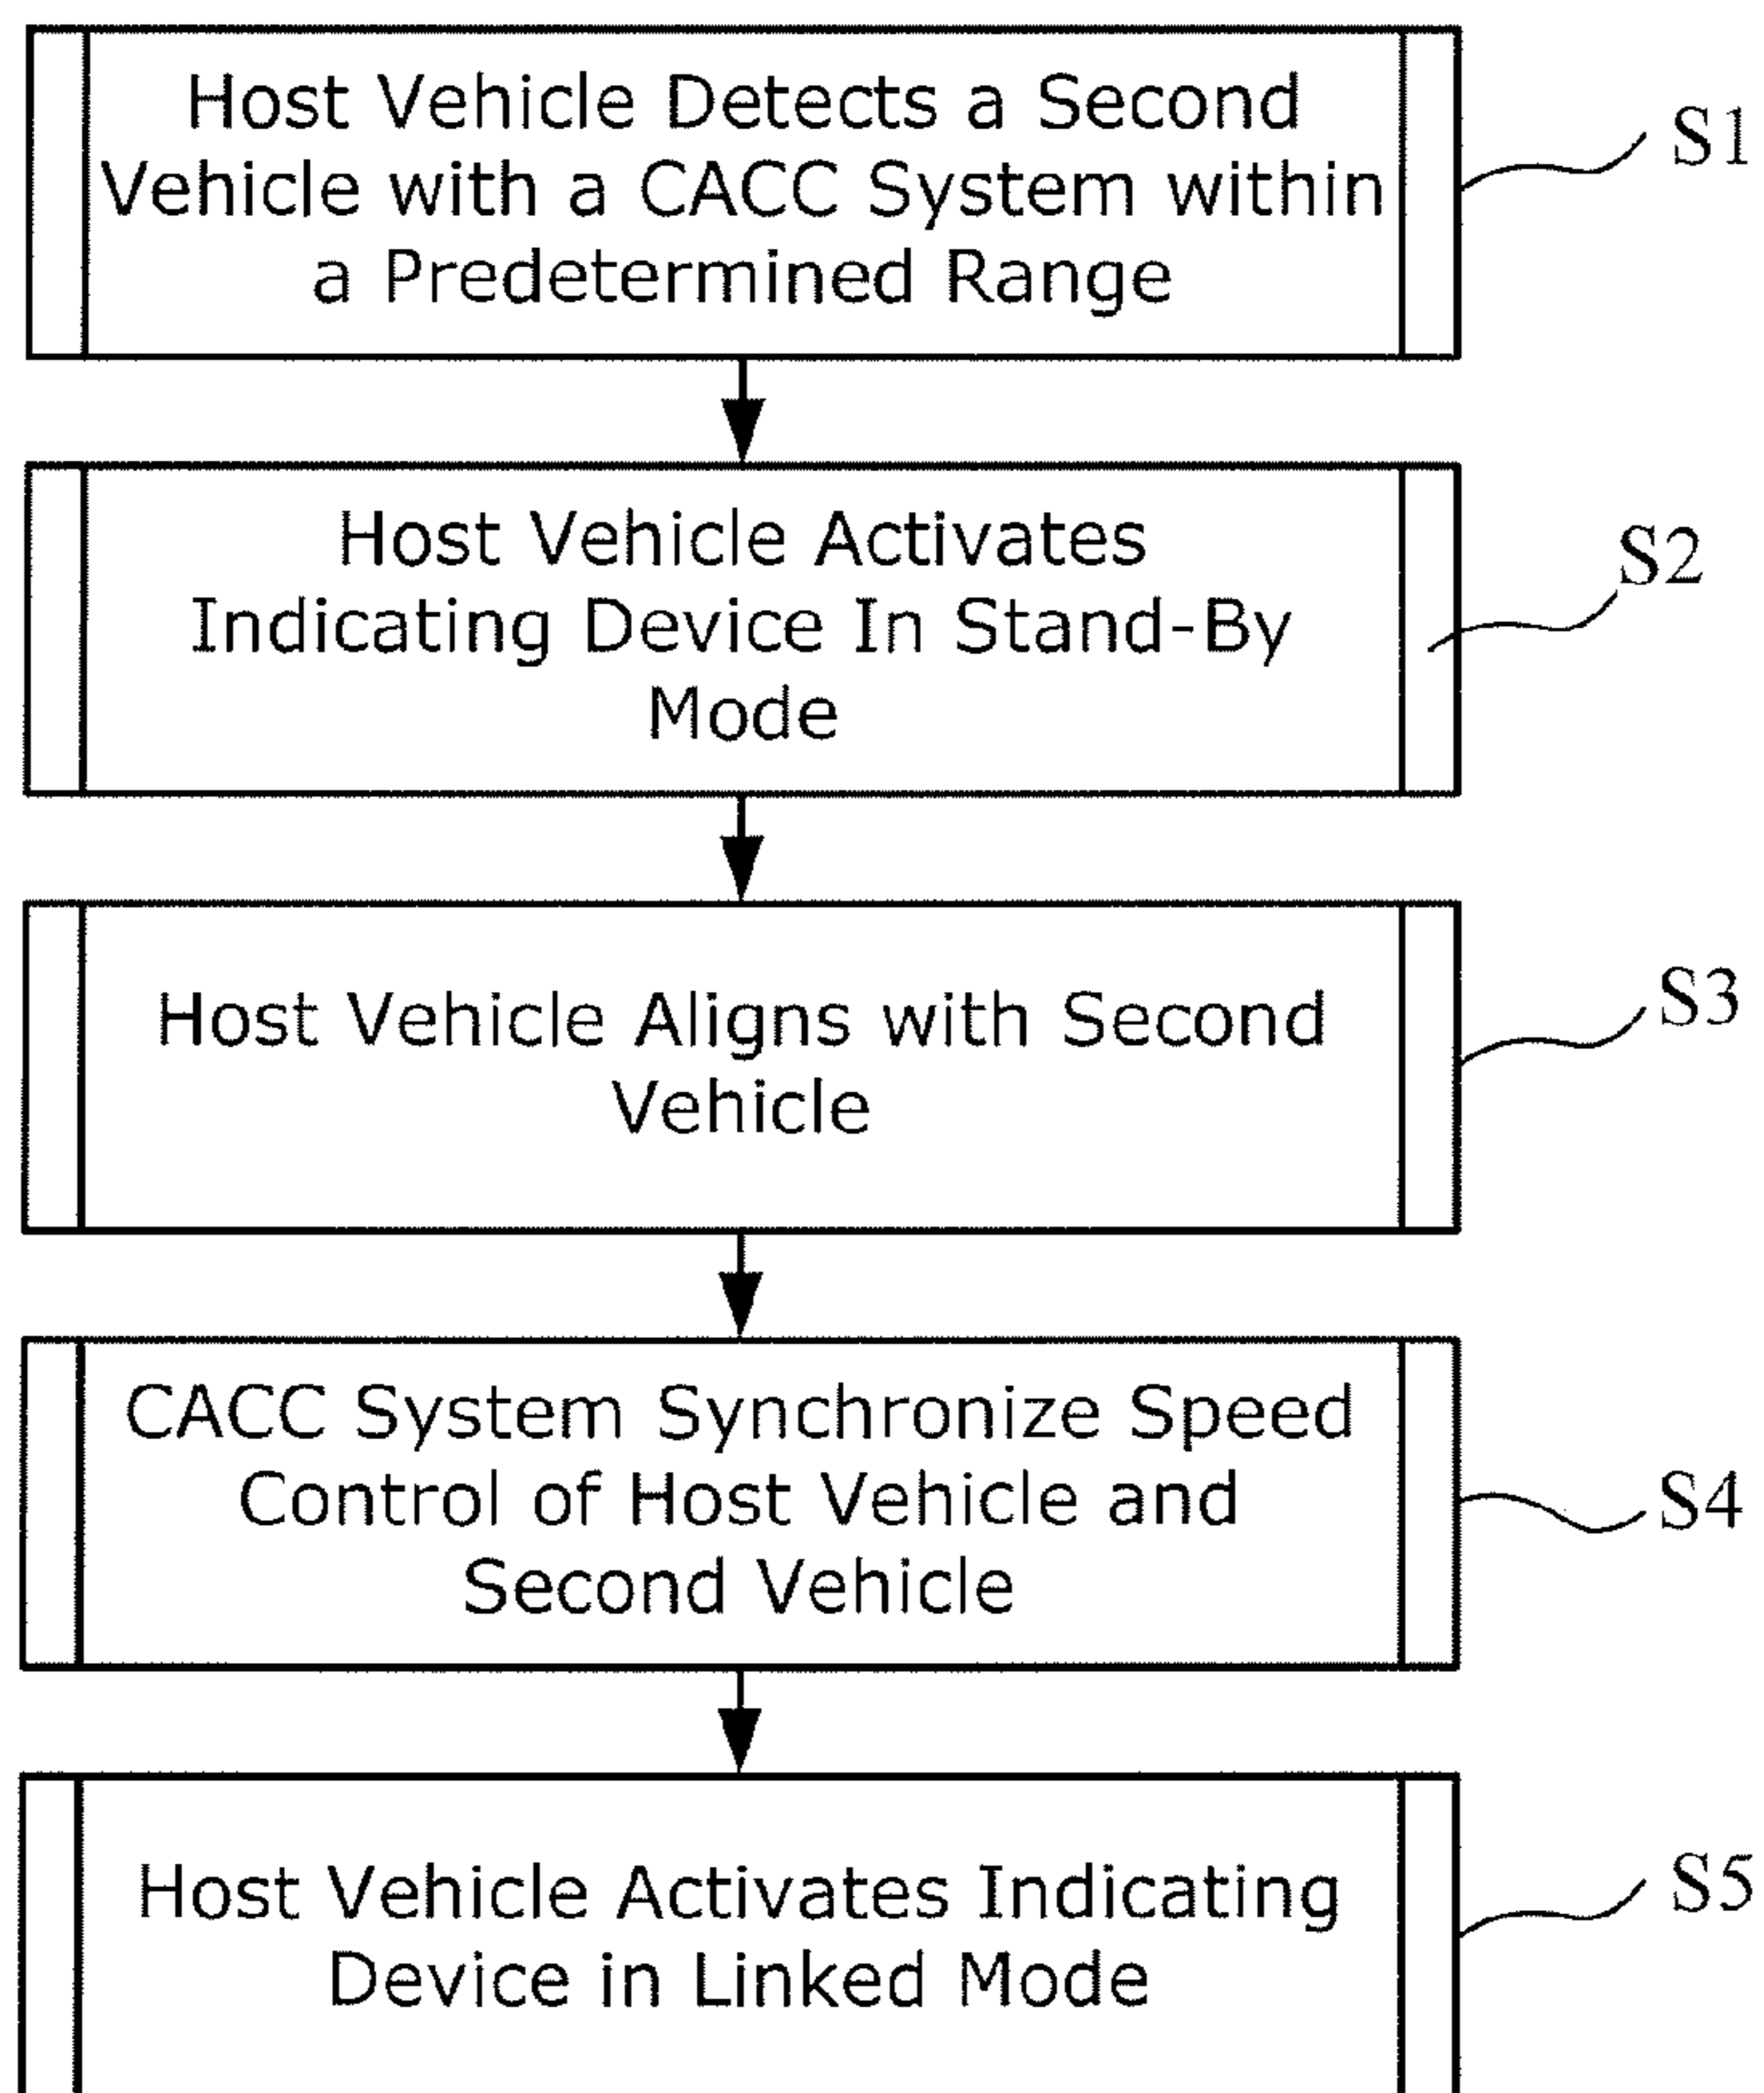 Host Vehicle Detects a Second
Vehicle with a CACC System within
a Predetermined Range
S1
Host Vehicle Activates
Indicating Device In Stand-By
Mode
S2
Host Vehicle Aligns with Second
Vehicle
S3
CACC System Synchronize Speed
Control of Host Vehicle and
Second Vehicle
S4
Host Vehicle Activates Indicating
Device in Linked Mode
S5